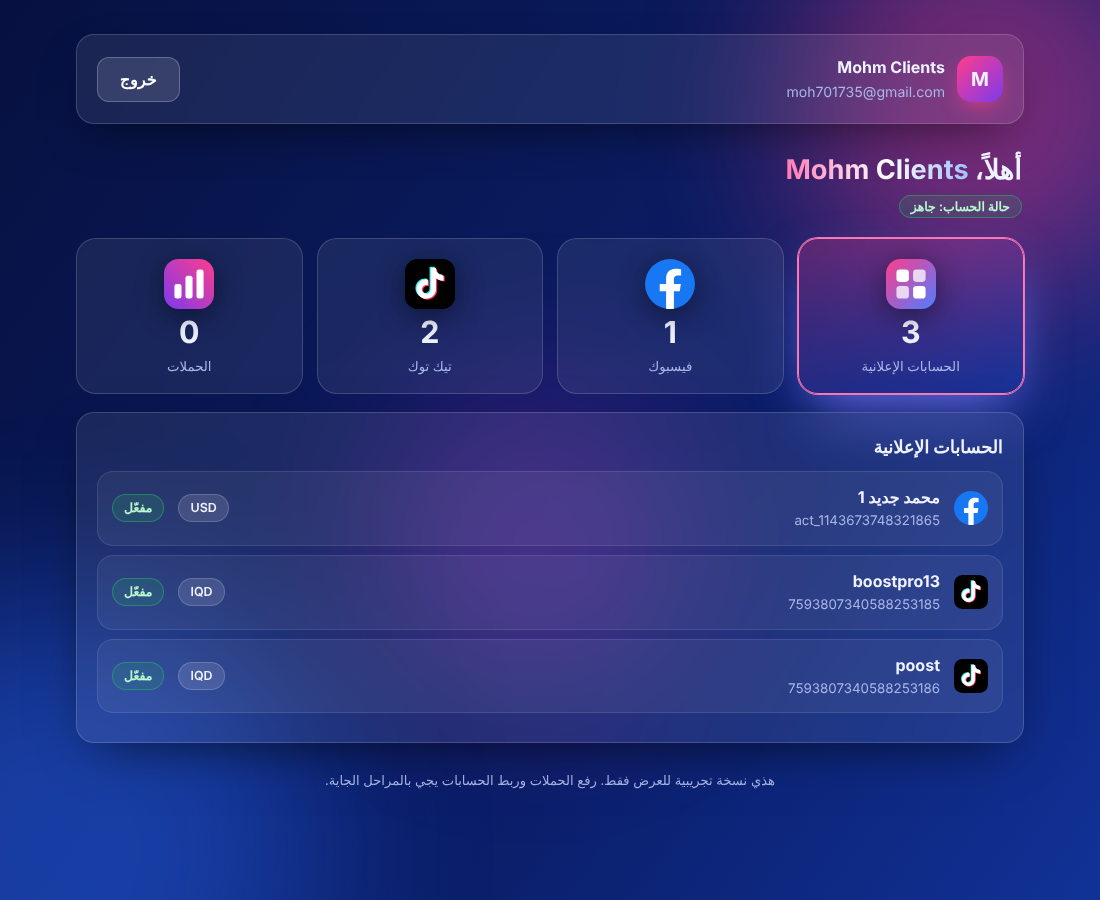 Mohm Clients
moh701735@gmail.com
M
خروج
أهلاً، Mohm Clients
حالة الحساب: جاهز
3
الحسابات الإعلانية
1
فيسبوك
2
تيك توك
0
الحملات
الحسابات الإعلانية
محمد جديد 1
act_1143673748321865
USD
مفعّل
boostpro13
7593807340588253185
IQD
مفعّل
poost
7593807340588253186
IQD
مفعّل
هذي نسخة تجريبية للعرض فقط. رفع الحملات وربط الحسابات يجي بالمراحل الجاية.